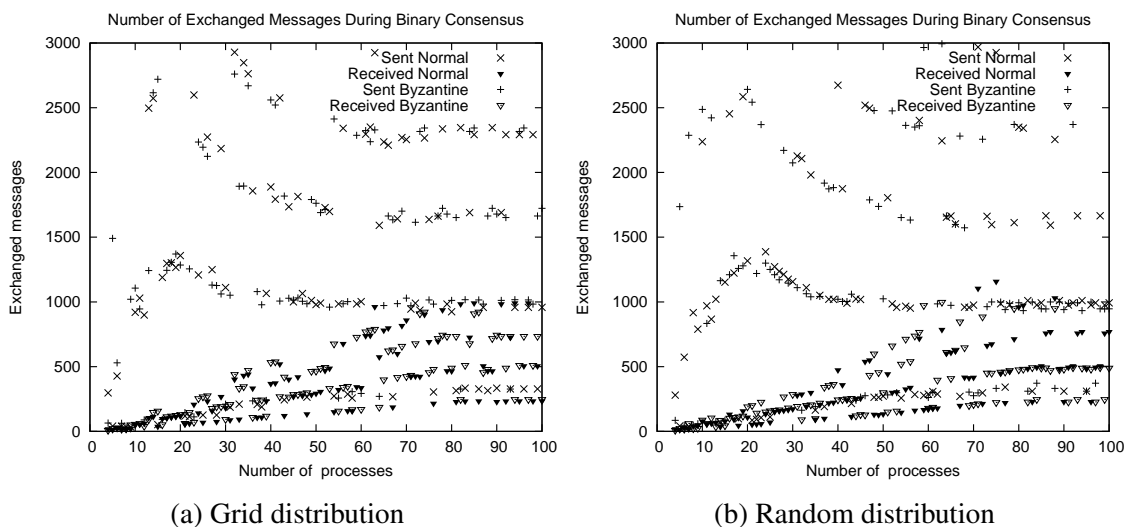 Number of Exchanged Messages During Binary Consensus
3000
2500
2000
1500
1000
500
0
Exchanged messages
Sent Normal
Received Normal
Sent Byzantine
Received Byzantine
0 10 20 30 40 50 60 70 80 90 100
Number of processes
(a) Grid distribution
Number of Exchanged Messages During Binary Consensus
3000
2500
2000
1500
1000
500
0
Exchanged messages
Sent Normal
Received Normal
Sent Byzantine
Received Byzantine
0 10 20 30 40 50 60 70 80 90 100
Number of processes
(b) Random distribution